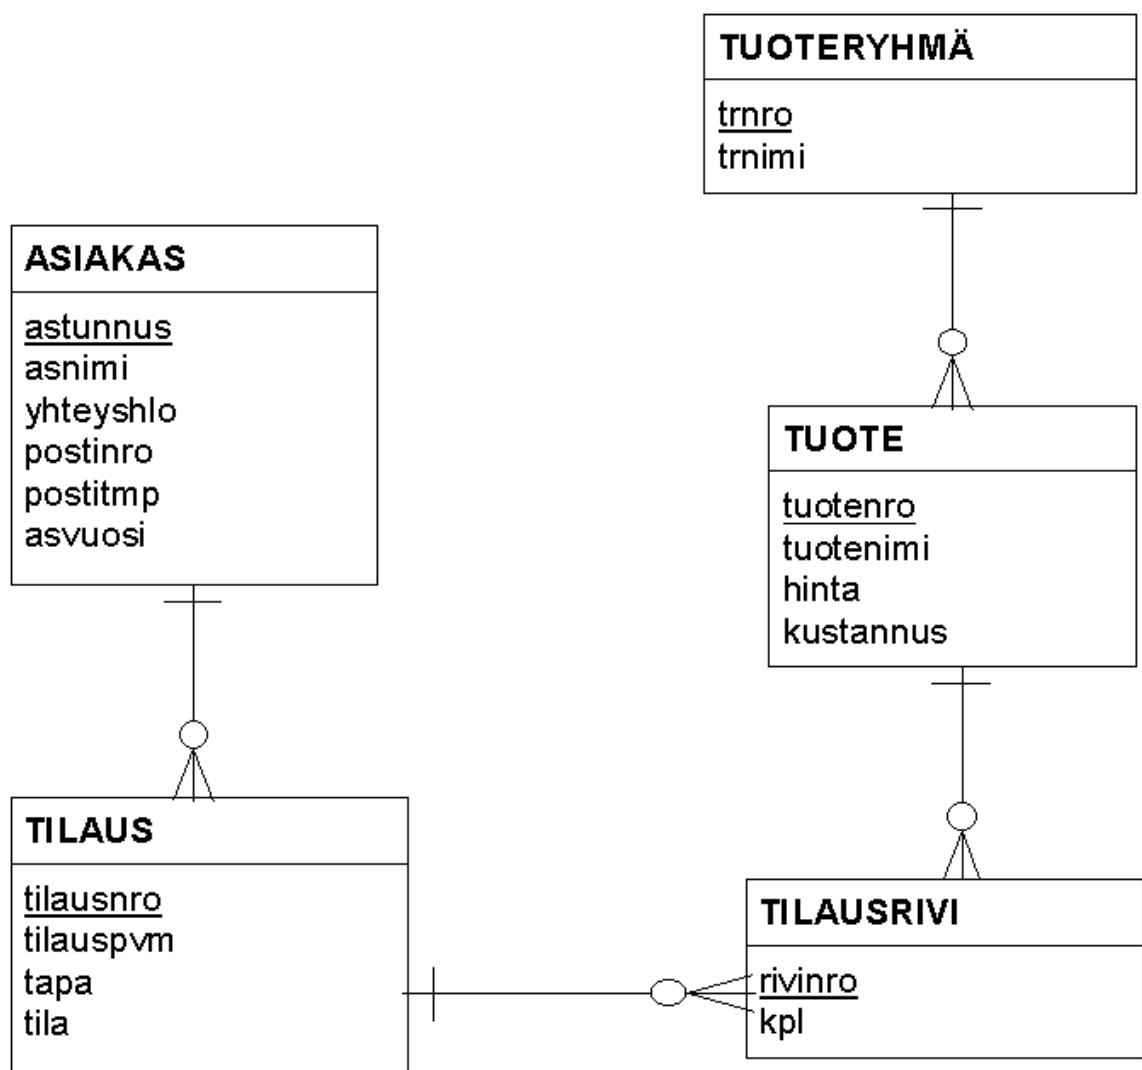 TUOTERYHMÄ
trnro
trnimi
ASIAKAS
astunnus
asnimi
yhteyshlo
postinro
postitmp
asvuosi
TUOTE
tuotenro
tuotenimi
hinta
kustannus
TILAUS
tilausnro
tilauspvm
tapa
tila
TILAUSRIVI
rivinro
kpl